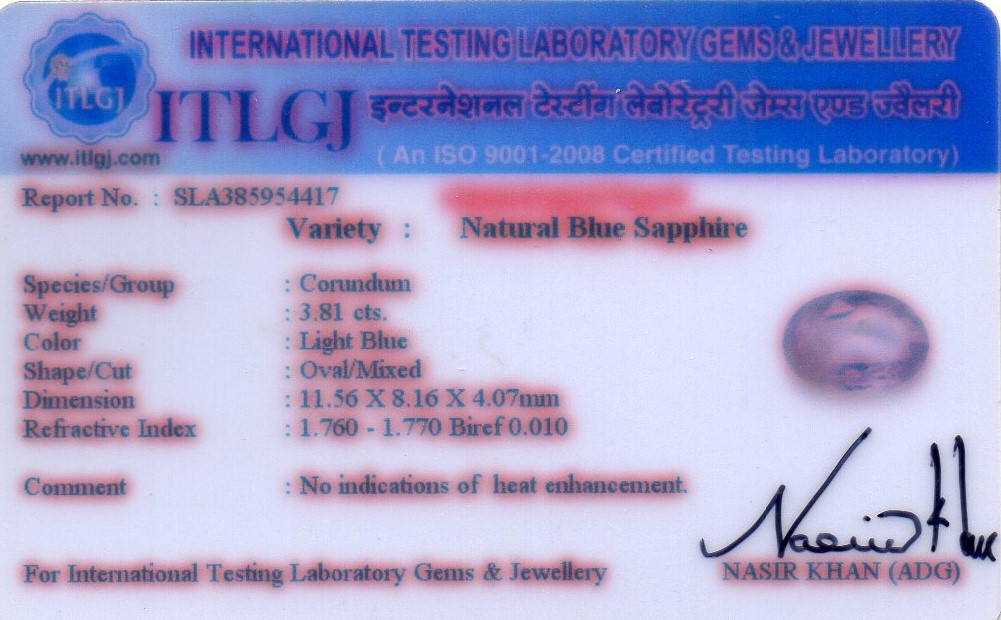 INTERNATIONAL TESTING LABORATORY GEMS & JEWELLERY
ITLGJ
ITLGJ इन्टरनेशनल टेस्टींग लेबोरेट्ररी जेम्स एण्ड ज्वैलरी
www.itlgj.com
( An ISO 9001-2008 Certified Testing Laboratory)
Report No. : SLA385954417
Variety : Natural Blue Sapphire
Species/Group : Corundum
Weight : 3.81 cts.
Color : Light Blue
Shape/Cut : Oval/Mixed
Dimension : 11.56 X 8.16 X 4.07mm
Refractive Index : 1.760 - 1.770 Biref 0.010
Comment : No indications of heat enhancement.
Nasir Khan
For International Testing Laboratory Gems & Jewellery
NASIR KHAN (ADG)